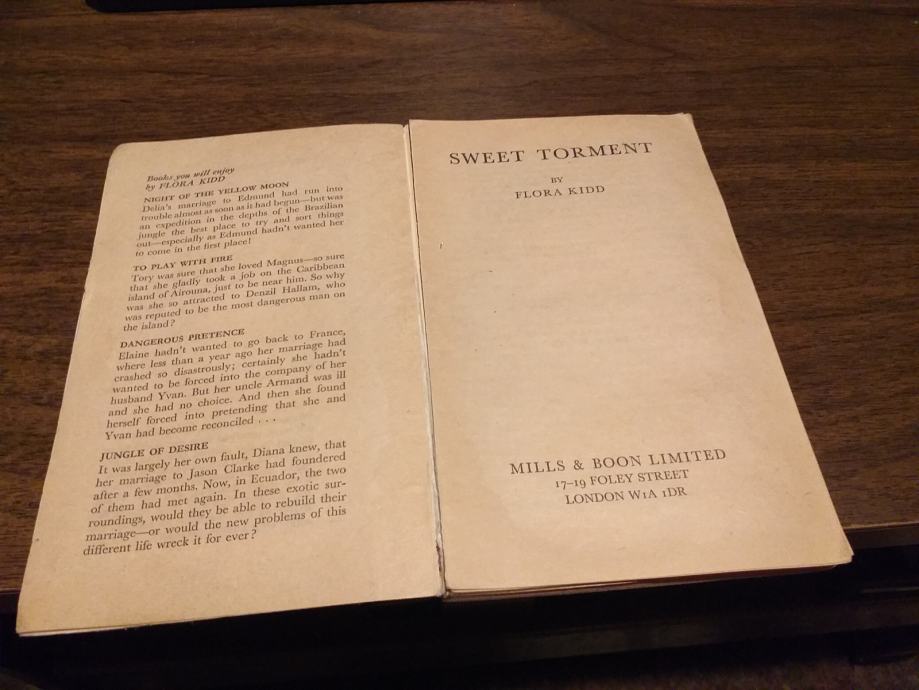 Books you will enjoy
by FLORA KIDD
NIGHT OF THE YELLOW MOON
Delia's marriage to Edmund had run into
trouble almost as soon as it had begun—but was
an expedition in the depths of the Brazilian
jungle the best place to try and sort things
out—especially as Edmund hadn't wanted her
to come in the first place!
TO PLAY WITH FIRE
Tory was sure that she loved Magnus—so sure
that she gladly took a job on the Caribbean
island of Airouna, just to be near him. So why
was she so attracted to Denzil Hallam, who
was reputed to be the most dangerous man on
the island?
DANGEROUS PRETENCE
Elaine hadn't wanted to go back to France,
where less than a year ago her marriage had
crashed so disastrously; certainly she hadn't
wanted to be forced into the company of her
husband Yvan. But her uncle Armand was ill
and she had no choice. And then she found
herself forced into pretending that she and
Yvan had become reconciled . . .
JUNGLE OF DESIRE
It was largely her own fault, Diana knew, that
her marriage to Jason Clarke had foundered
after a few months. Now, in Ecuador, the two
of them had met again. In these exotic sur-
roundings, would they be able to rebuild their
marriage—or would the new problems of this
different life wreck it for ever?
SWEET TORMENT
BY
FLORA KIDD
MILLS & BOON LIMITED
17–19 FOLEY STREET
LONDON W1A 1DR